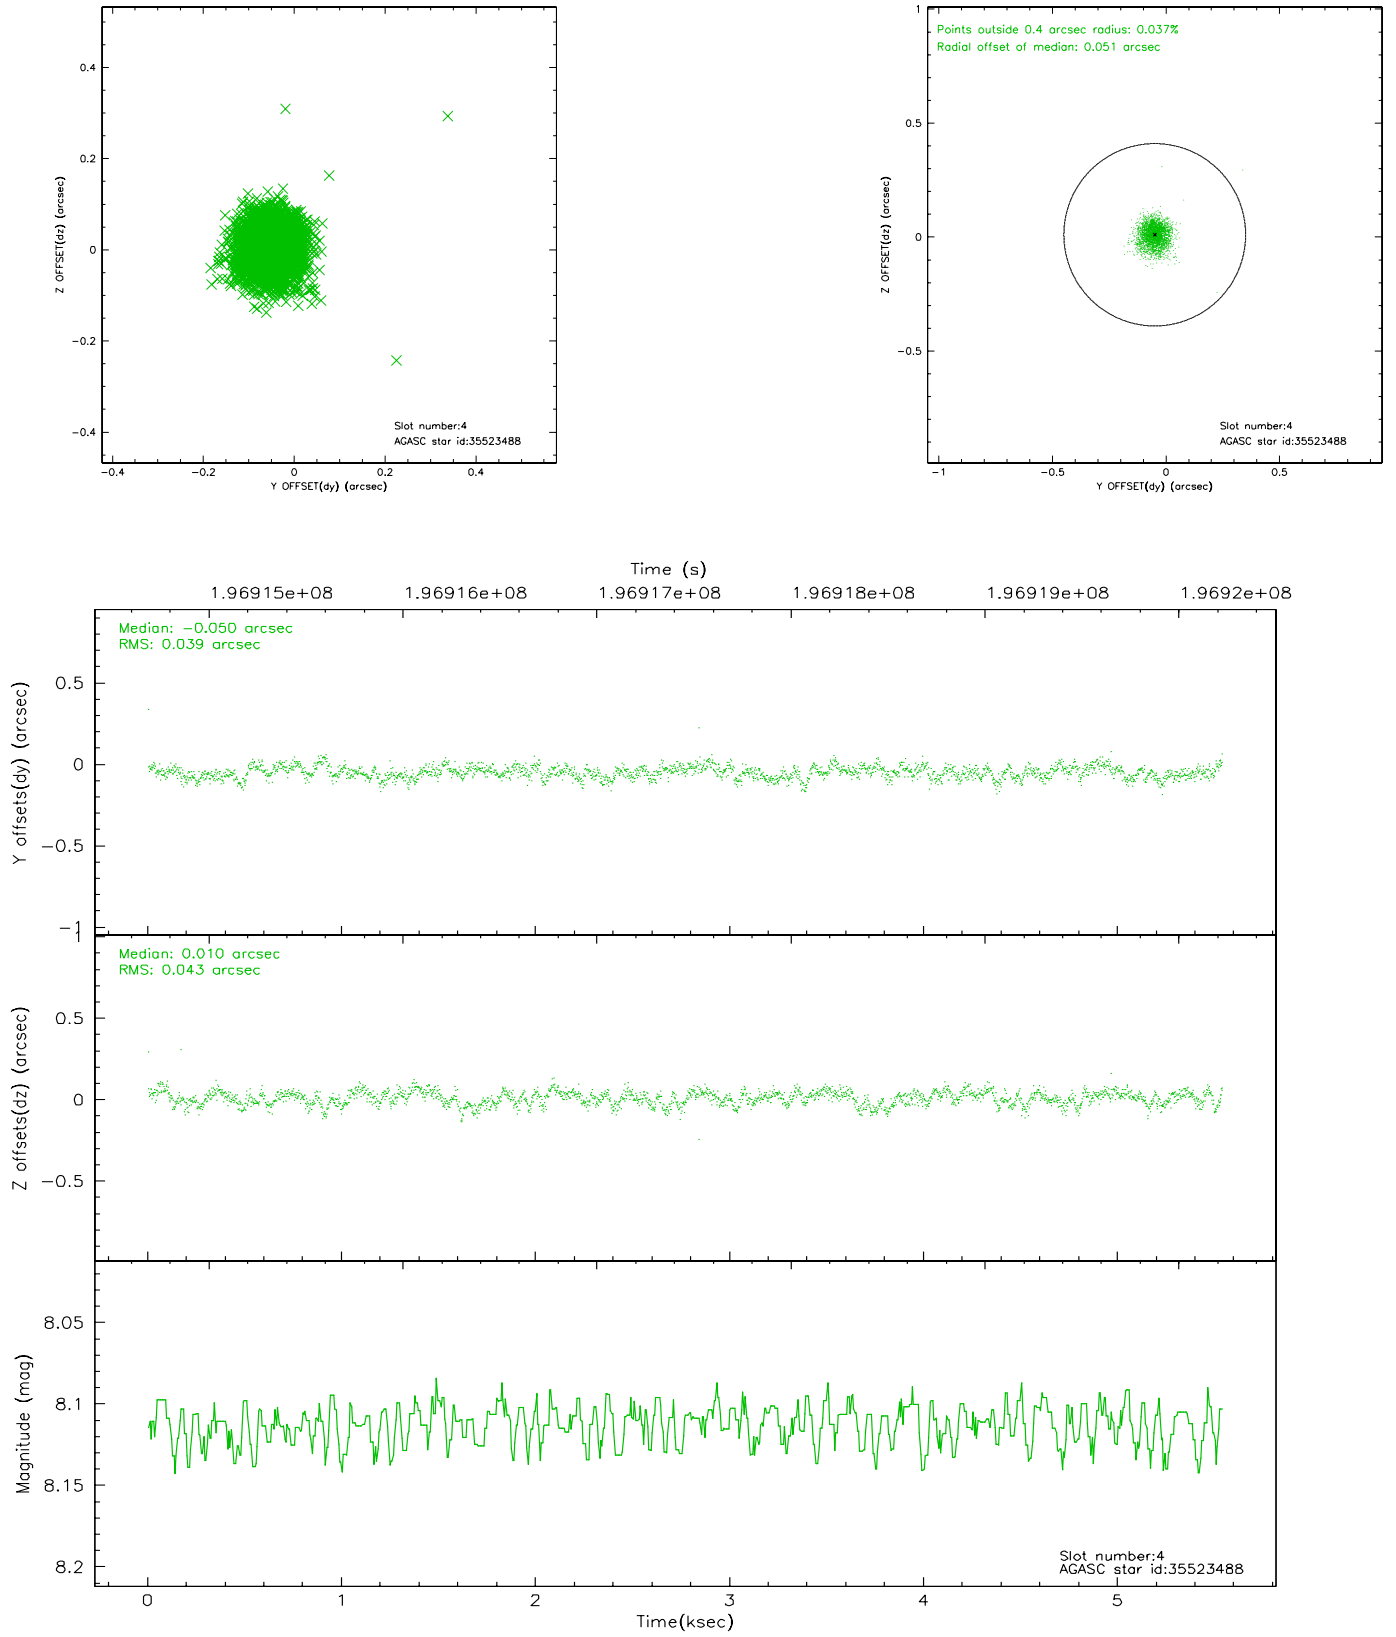 0.4
0.2
0
−0.2
−0.4
Z OFFSET(dz) (arcsec)
−0.4 −0.2 0 0.2 0.4
Y OFFSET(dy) (arcsec)
Slot number:4
AGASC star id:35523488
Points outside 0.4 arcsec radius: 0.037%
Radial offset of median: 0.051 arcsec
1
0.5
0
−0.5
Z OFFSET(dz) (arcsec)
−1 −0.5 0 0.5
Y OFFSET(dy) (arcsec)
Slot number:4
AGASC star id:35523488
Time (s)
1.96915e+08 1.96916e+08 1.96917e+08 1.96918e+08 1.96919e+08 1.9692e+08
Median: −0.050 arcsec
RMS: 0.039 arcsec
0.5
0
−0.5
−1
Y offsets(dy) (arcsec)
Median: 0.010 arcsec
RMS: 0.043 arcsec
1
0.5
0
−0.5
Z offsets(dz) (arcsec)
8.05
8.1
8.15
8.2
Magnitude (mag)
Slot number:4
AGASC star id:35523488
0 1 2 3 4 5
Time(ksec)